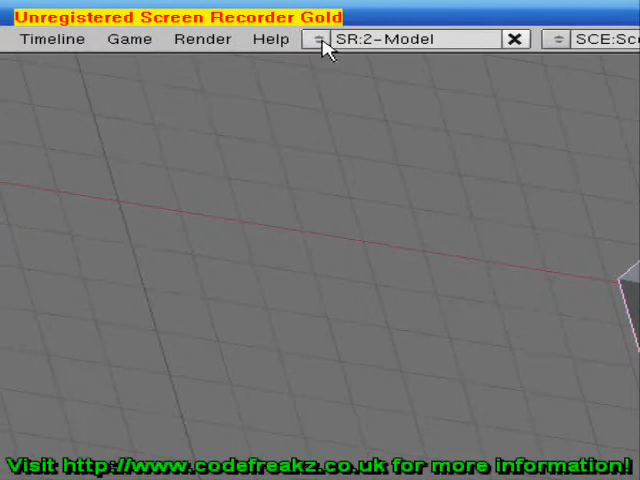 Unregistered Screen Recorder Gold
Timeline Game Render Help SR:2-Model SCE:Sce
Visit http://www.codefreakz.co.uk for more information!